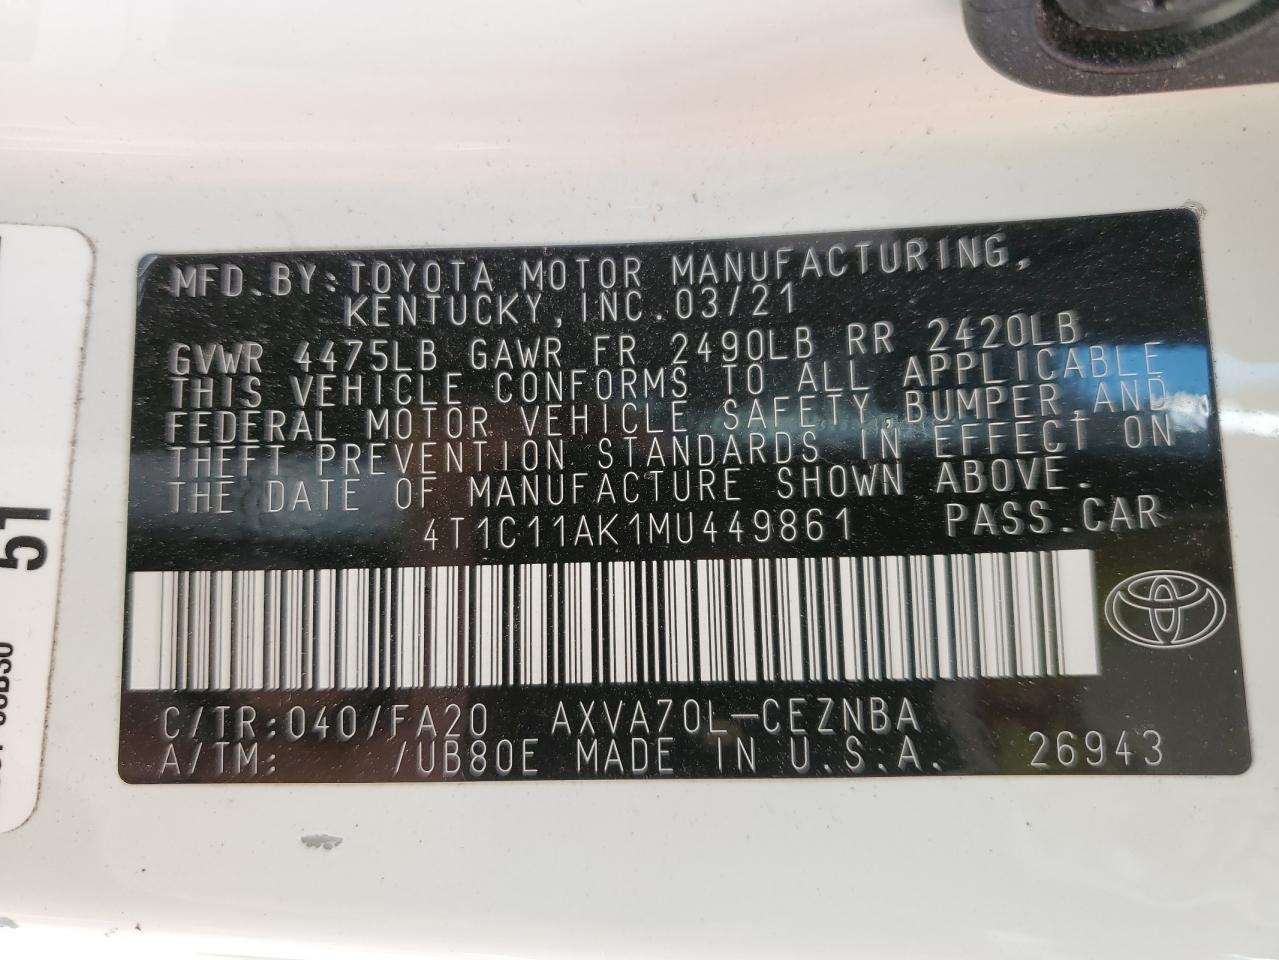 MFD.BY:TOYOTA MOTOR MANUFACTURING,
KENTUCKY,INC.03/21
GVWR 4475LB GAWR FR 2490LB RR 2420LB
THIS VEHICLE CONFORMS TO ALL APPLICABLE
FEDERAL MOTOR VEHICLE SAFETY,BUMPER,AND
THEFT PREVENTION STANDARDS IN EFFECT ON
THE DATE OF MANUFACTURE SHOWN ABOVE.
4T1C11AK1MU449861 PASS.CAR
C/TR:040/FA20 AXVA70L-CEZNBA
A/TM: /UB80E MADE IN U.S.A. 26943
51